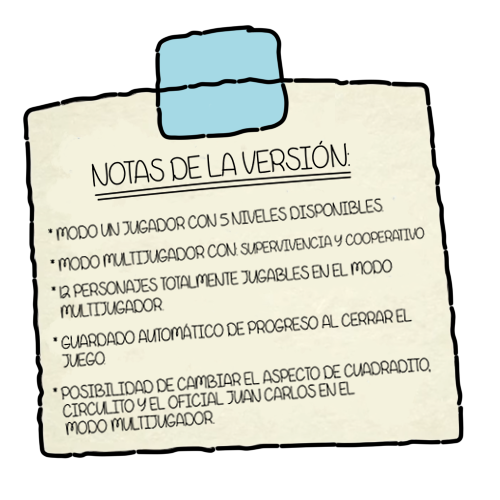 NOTAS DE LA VERSIÓN:
* MODO UN JUGADOR CON 5 NIVELES DISPONIBLES.
* MODO MULTIJUGADOR CON: SUPERVIVENCIA Y COOPERATIVO
* 12 PERSONAJES TOTALMENTE JUGABLES EN EL MODO
MULTIJUGADOR.
* GUARDADO AUTOMÁTICO DE PROGRESO AL CERRAR EL
JUEGO.
* POSIBILIDAD DE CAMBIAR EL ASPECTO DE CUADRADITO,
CIRCULITO Y EL OFICIAL JUAN CARLOS EN EL
MODO MULTIJUGADOR.